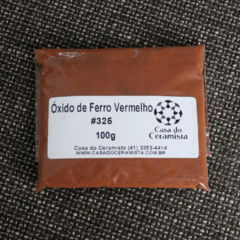 Óxido de Ferro Vermelho
#325
100g
Casa do
Ceramista
Casa do Ceramista (41) 3353-4414
WWW.CASADOCERAMISTA.COM.BR